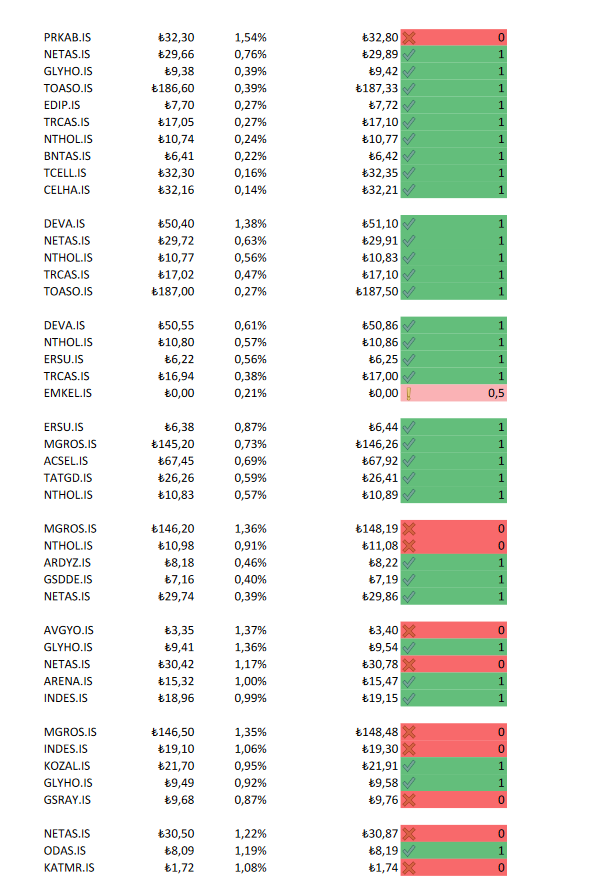 PRKAB.IS ₺32,30 1,54% ₺32,80 0
NETAS.IS ₺29,66 0,76% ₺29,89 1
GLYHO.IS ₺9,38 0,39% ₺9,42 1
TOASO.IS ₺186,60 0,39% ₺187,33 1
EDIP.IS ₺7,70 0,27% ₺7,72 1
TRCAS.IS ₺17,05 0,27% ₺17,10 1
NTHOL.IS ₺10,74 0,24% ₺10,77 1
BNTAS.IS ₺6,41 0,22% ₺6,42 1
TCELL.IS ₺32,30 0,16% ₺32,35 1
CELHA.IS ₺32,16 0,14% ₺32,21 1
DEVA.IS ₺50,40 1,38% ₺51,10 1
NETAS.IS ₺29,72 0,63% ₺29,91 1
NTHOL.IS ₺10,77 0,56% ₺10,83 1
TRCAS.IS ₺17,02 0,47% ₺17,10 1
TOASO.IS ₺187,00 0,27% ₺187,50 1
DEVA.IS ₺50,55 0,61% ₺50,86 1
NTHOL.IS ₺10,80 0,57% ₺10,86 1
ERSU.IS ₺6,22 0,56% ₺6,25 1
TRCAS.IS ₺16,94 0,38% ₺17,00 1
EMKEL.IS ₺0,00 0,21% ₺0,00 0,5
ERSU.IS ₺6,38 0,87% ₺6,44 1
MGROS.IS ₺145,20 0,73% ₺146,26 1
ACSEL.IS ₺67,45 0,69% ₺67,92 1
TATGD.IS ₺26,26 0,59% ₺26,41 1
NTHOL.IS ₺10,83 0,57% ₺10,89 1
MGROS.IS ₺146,20 1,36% ₺148,19 0
NTHOL.IS ₺10,98 0,91% ₺11,08 0
ARDYZ.IS ₺8,18 0,46% ₺8,22 1
GSDDE.IS ₺7,16 0,40% ₺7,19 1
NETAS.IS ₺29,74 0,39% ₺29,86 1
AVGYO.IS ₺3,35 1,37% ₺3,40 0
GLYHO.IS ₺9,41 1,36% ₺9,54 1
NETAS.IS ₺30,42 1,17% ₺30,78 0
ARENA.IS ₺15,32 1,00% ₺15,47 1
INDES.IS ₺18,96 0,99% ₺19,15 1
MGROS.IS ₺146,50 1,35% ₺148,48 0
INDES.IS ₺19,10 1,06% ₺19,30 0
KOZAL.IS ₺21,70 0,95% ₺21,91 1
GLYHO.IS ₺9,49 0,92% ₺9,58 1
GSRAY.IS ₺9,68 0,87% ₺9,76 0
NETAS.IS ₺30,50 1,22% ₺30,87 0
ODAS.IS ₺8,09 1,19% ₺8,19 1
KATMR.IS ₺1,72 1,08% ₺1,74 0